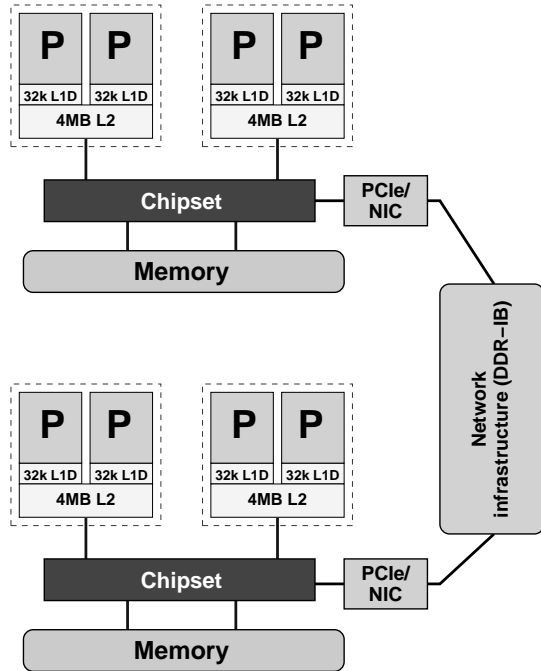 P P P P
32k L1D 32k L1D 32k L1D 32k L1D
4MB L2 4MB L2
Chipset
PCIe/
NIC
Memory
Network
infrastructure (DDR−IB)
P P P P
32k L1D 32k L1D 32k L1D 32k L1D
4MB L2 4MB L2
Chipset
PCIe/
NIC
Memory